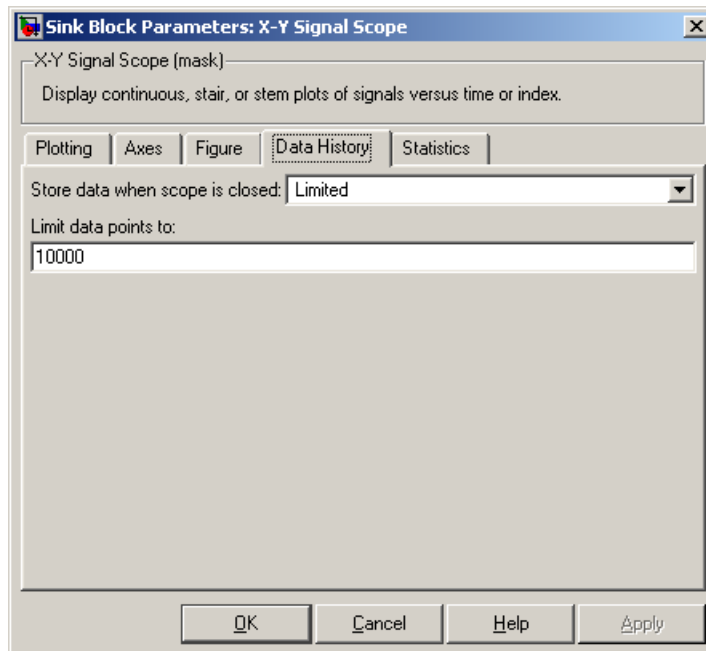 Sink Block Parameters: X-Y Signal Scope
X-Y Signal Scope (mask)
Display continuous, stair, or stem plots of signals versus time or index.
Plotting Axes Figure Data History Statistics
Store data when scope is closed: Limited
Limit data points to:
10000
OK Cancel Help Apply